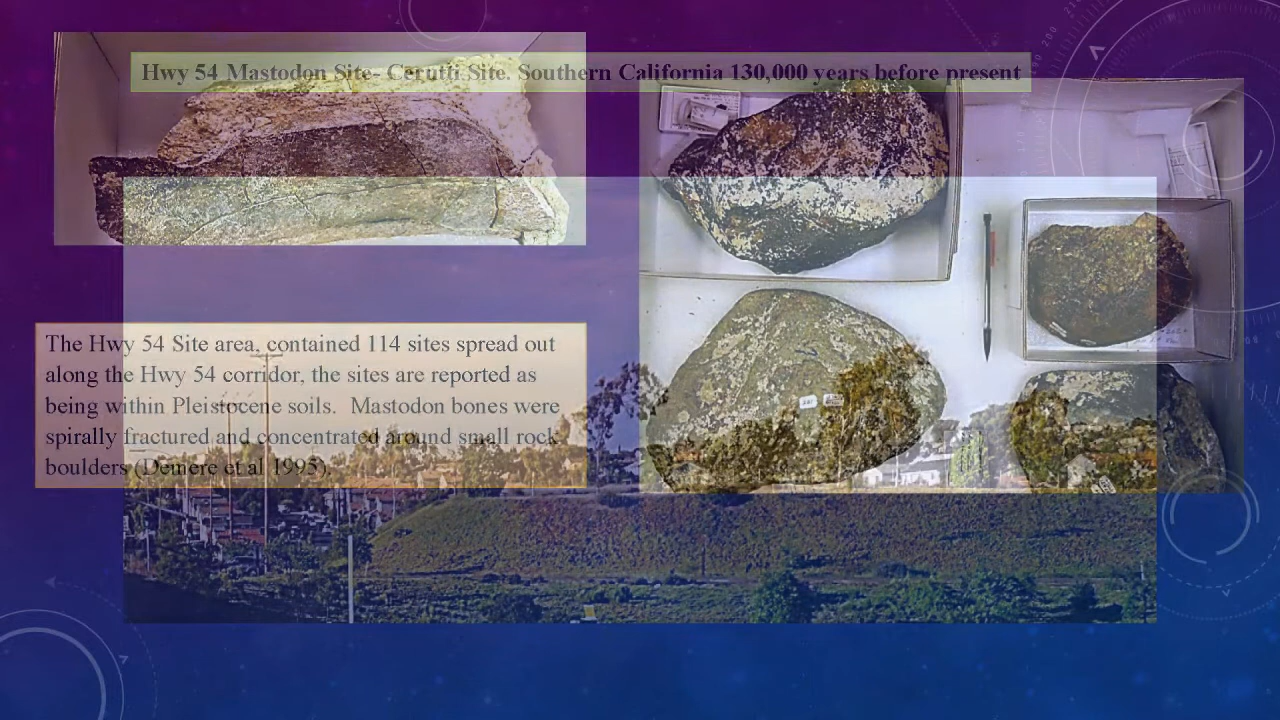 Hwy 54 Mastodon Site- Cerutti Site. Southern California 130,000 years before present
The Hwy 54 Site area, contained 114 sites spread out
along the Hwy 54 corridor, the sites are reported as
being within Pleistocene soils. Mastodon bones were
spirally fractured and concentrated around small rock
boulders (Demere et al 1995).